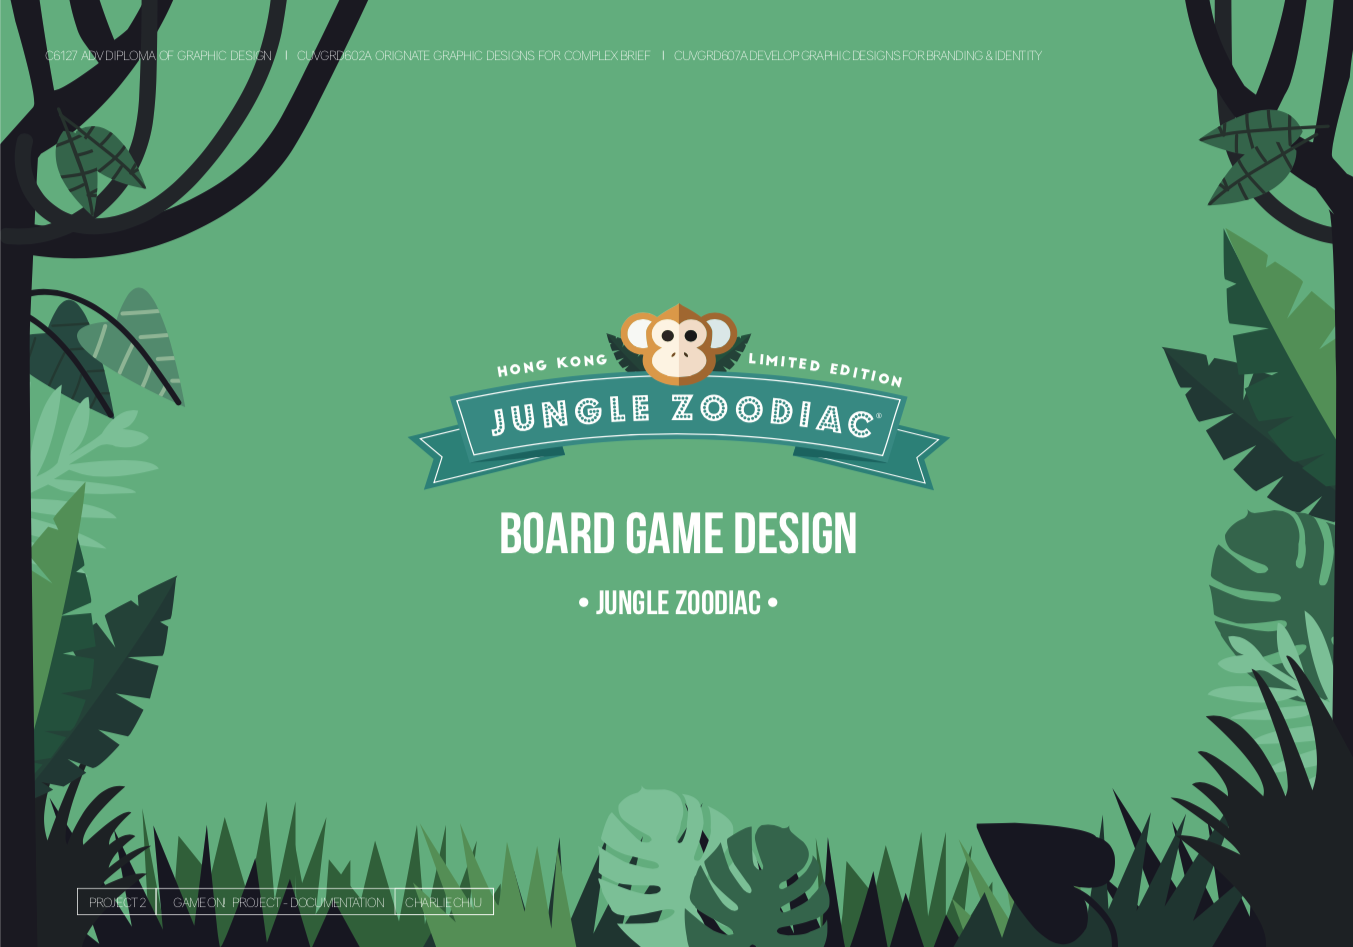 C6127 ADV DIPLOMA OF GRAPHIC DESIGN | CUVGRD602A ORIGNATE GRAPHIC DESIGNS FOR COMPLEX BRIEF | CUVGRD607A DEVELOP GRAPHIC DESIGNS FOR BRANDING & IDENTITY
HONG KONG LIMITED EDITION
JUNGLE ZOODIAC®
BOARD GAME DESIGN
• JUNGLE ZOODIAC •
PROJECT 2 | GAME ON! PROJECT - DOCUMENTATION | CHARLIE CHIU